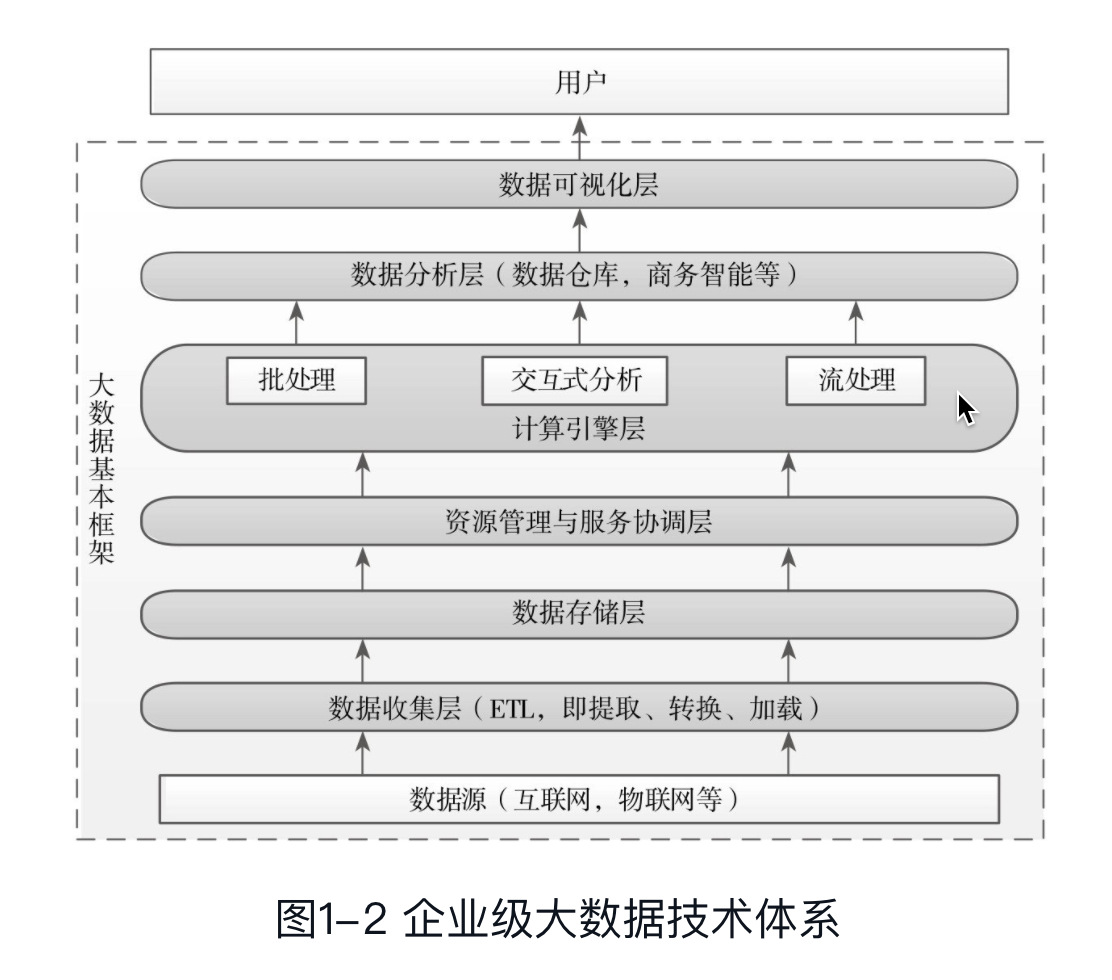 用户
数据可视化层
数据分析层（数据仓库，商务智能等）
批处理
交互式分析
流处理
计算引擎层
大数据基本框架
资源管理与服务协调层
数据存储层
数据收集层（ETL，即提取、转换、加载）
数据源（互联网，物联网等）
图1-2 企业级大数据技术体系